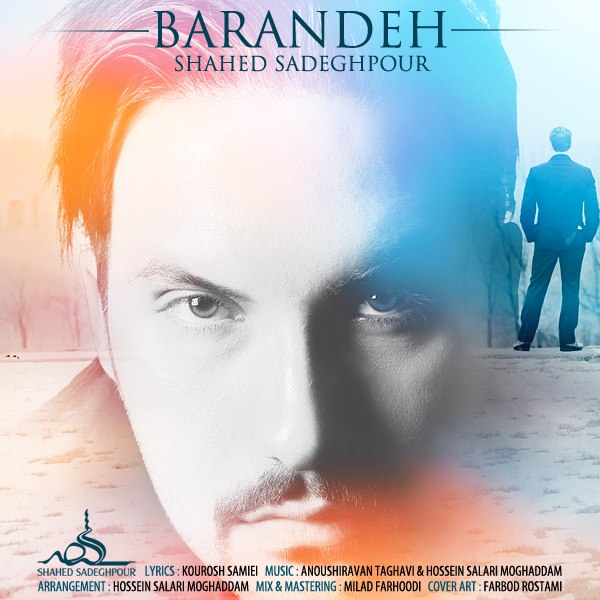 BARANDEH
SHAHED SADEGHPOUR
SHAHED SADEGHPOUR
LYRICS : KOUROSH SAMIEI MUSIC : ANOUSHIRAVAN TAGHAVI & HOSSEIN SALARI MOGHADDAM
ARRANGEMENT : HOSSEIN SALARI MOGHADDAM MIX & MASTERING : MILAD FARHOODI COVER ART : FARBOD ROSTAMI